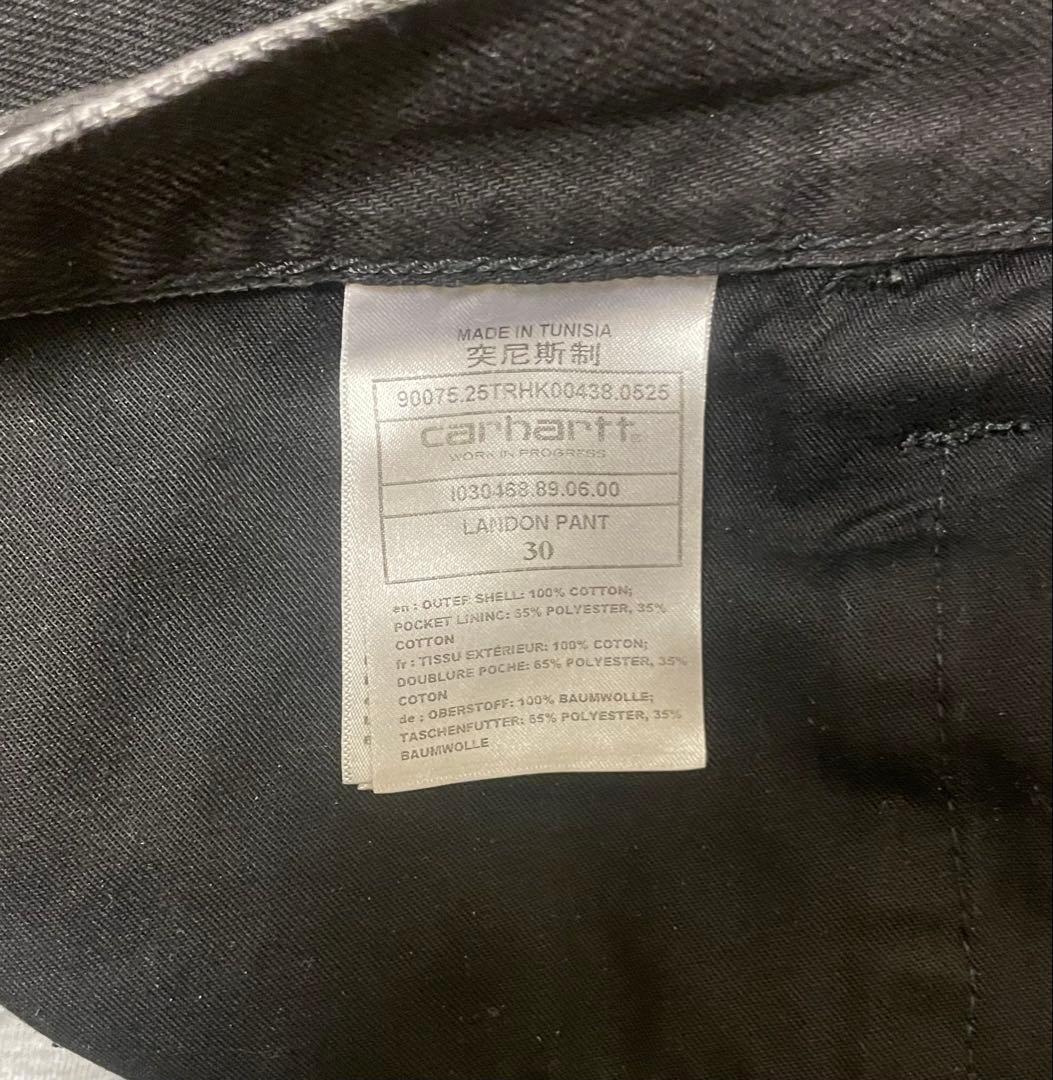 MADE IN TUNISIA
突尼斯制
90075.25TRHK00438.0525
carhartt
WORK IN PROGRESS
I030468.89.06.00
LANDON PANT
30
en : OUTER SHELL: 100% COTTON;
POCKET LINING: 65% POLYESTER, 35%
COTTON
fr : TISSU EXTÉRIEUR: 100% COTON;
DOUBLURE POCHE: 65% POLYESTER, 35%
COTON
de : OBERSTOFF: 100% BAUMWOLLE;
TASCHENFUTTER: 65% POLYESTER, 35%
BAUMWOLLE